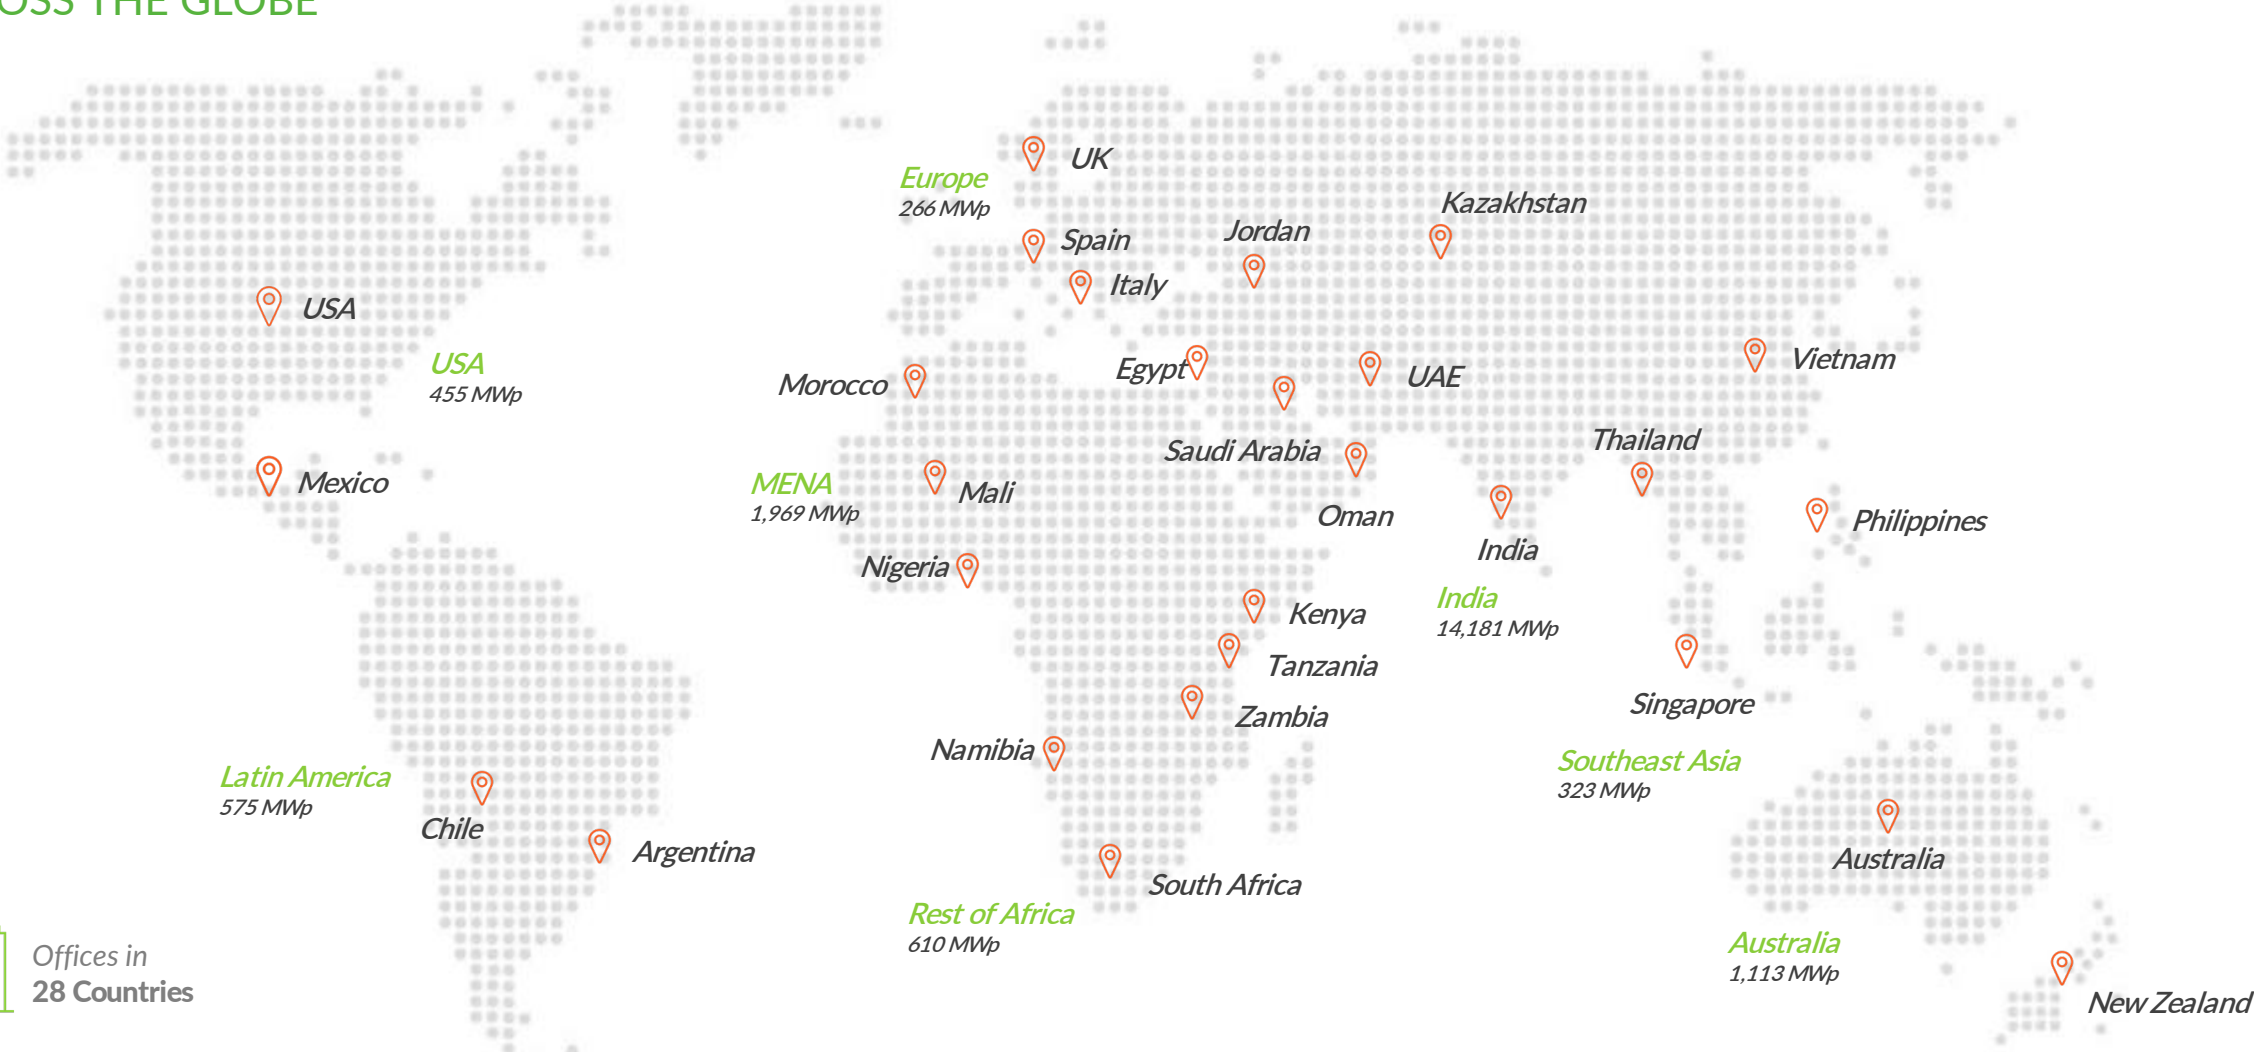 OSS THE GLOBE
UK
Europe
266 MWp
Kazakhstan
Jordan
Spain
Italy
USA
USA
455 MWp
Morocco
Egypt
UAE
Vietnam
Saudi Arabia
Thailand
Mexico
MENA
1,969 MWp
Mali
Oman
Philippines
India
Nigeria
India
14,181 MWp
Kenya
Tanzania
Singapore
Zambia
Namibia
Southeast Asia
323 MWp
Latin America
575 MWp
Chile
Argentina
Australia
South Africa
Rest of Africa
610 MWp
Australia
1,113 MWp
Offices in
28 Countries
New Zealand